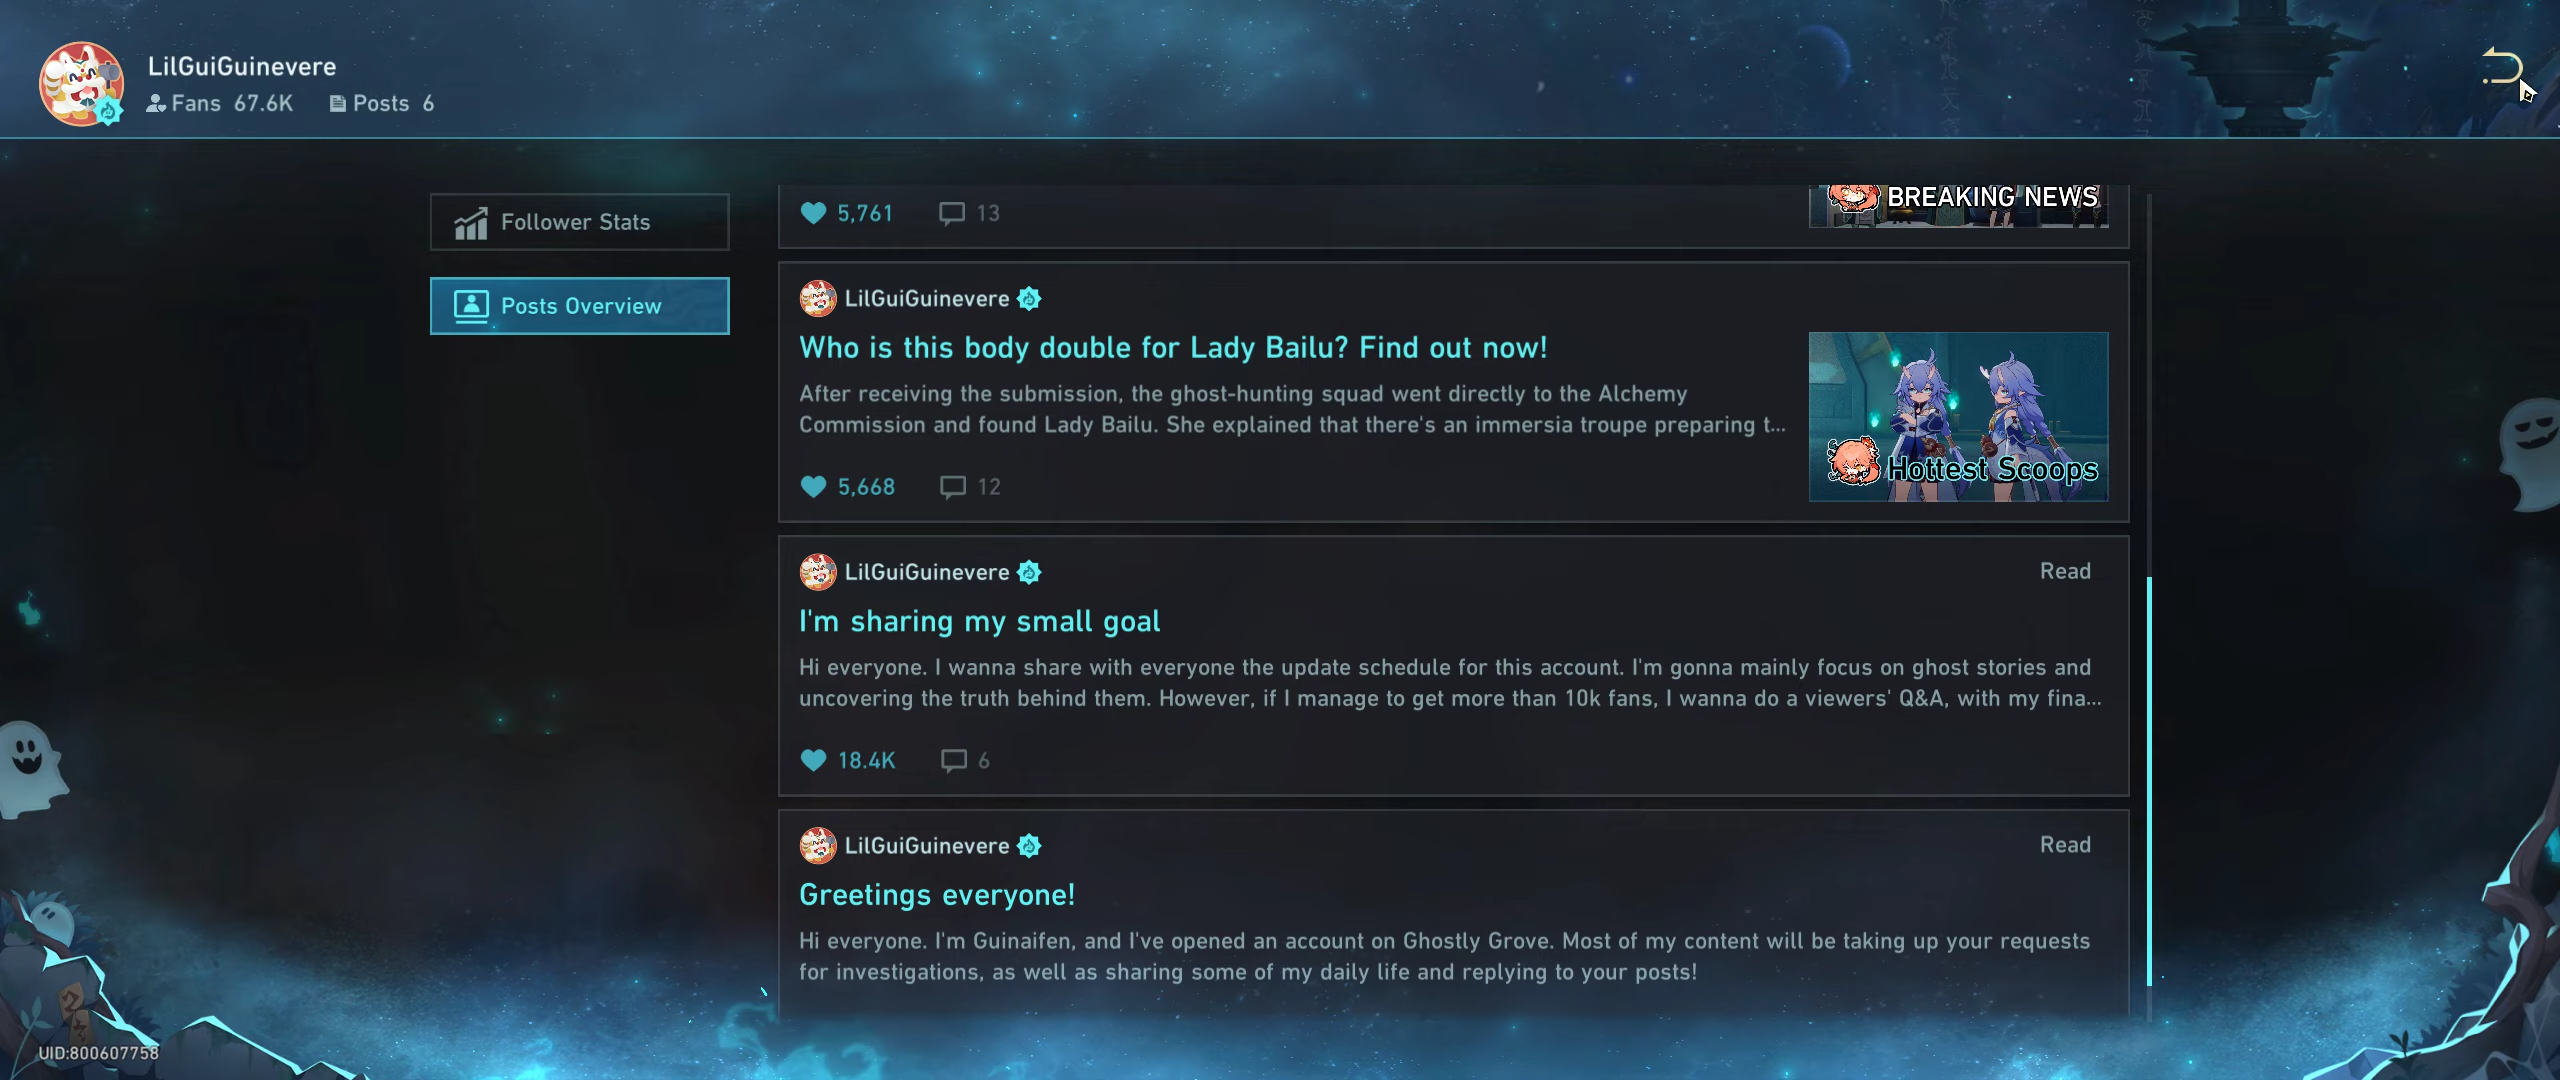 LilGuiGuinevere
Fans 67.6K Posts 6
Follower Stats
Posts Overview
5,761 13
BREAKING NEWS
LilGuiGuinevere
Who is this body double for Lady Bailu? Find out now!
After receiving the submission, the ghost-hunting squad went directly to the Alchemy
Commission and found Lady Bailu. She explained that there's an immersia troupe preparing t...
Hottest Scoops
5,668 12
LilGuiGuinevere
Read
I'm sharing my small goal
Hi everyone. I wanna share with everyone the update schedule for this account. I'm gonna mainly focus on ghost stories and
uncovering the truth behind them. However, if I manage to get more than 10k fans, I wanna do a viewers' Q&A, with my fina...
18.4K 6
LilGuiGuinevere
Read
Greetings everyone!
Hi everyone. I'm Guinaifen, and I've opened an account on Ghostly Grove. Most of my content will be taking up your requests
for investigations, as well as sharing some of my daily life and replying to your posts!
UID:800607758